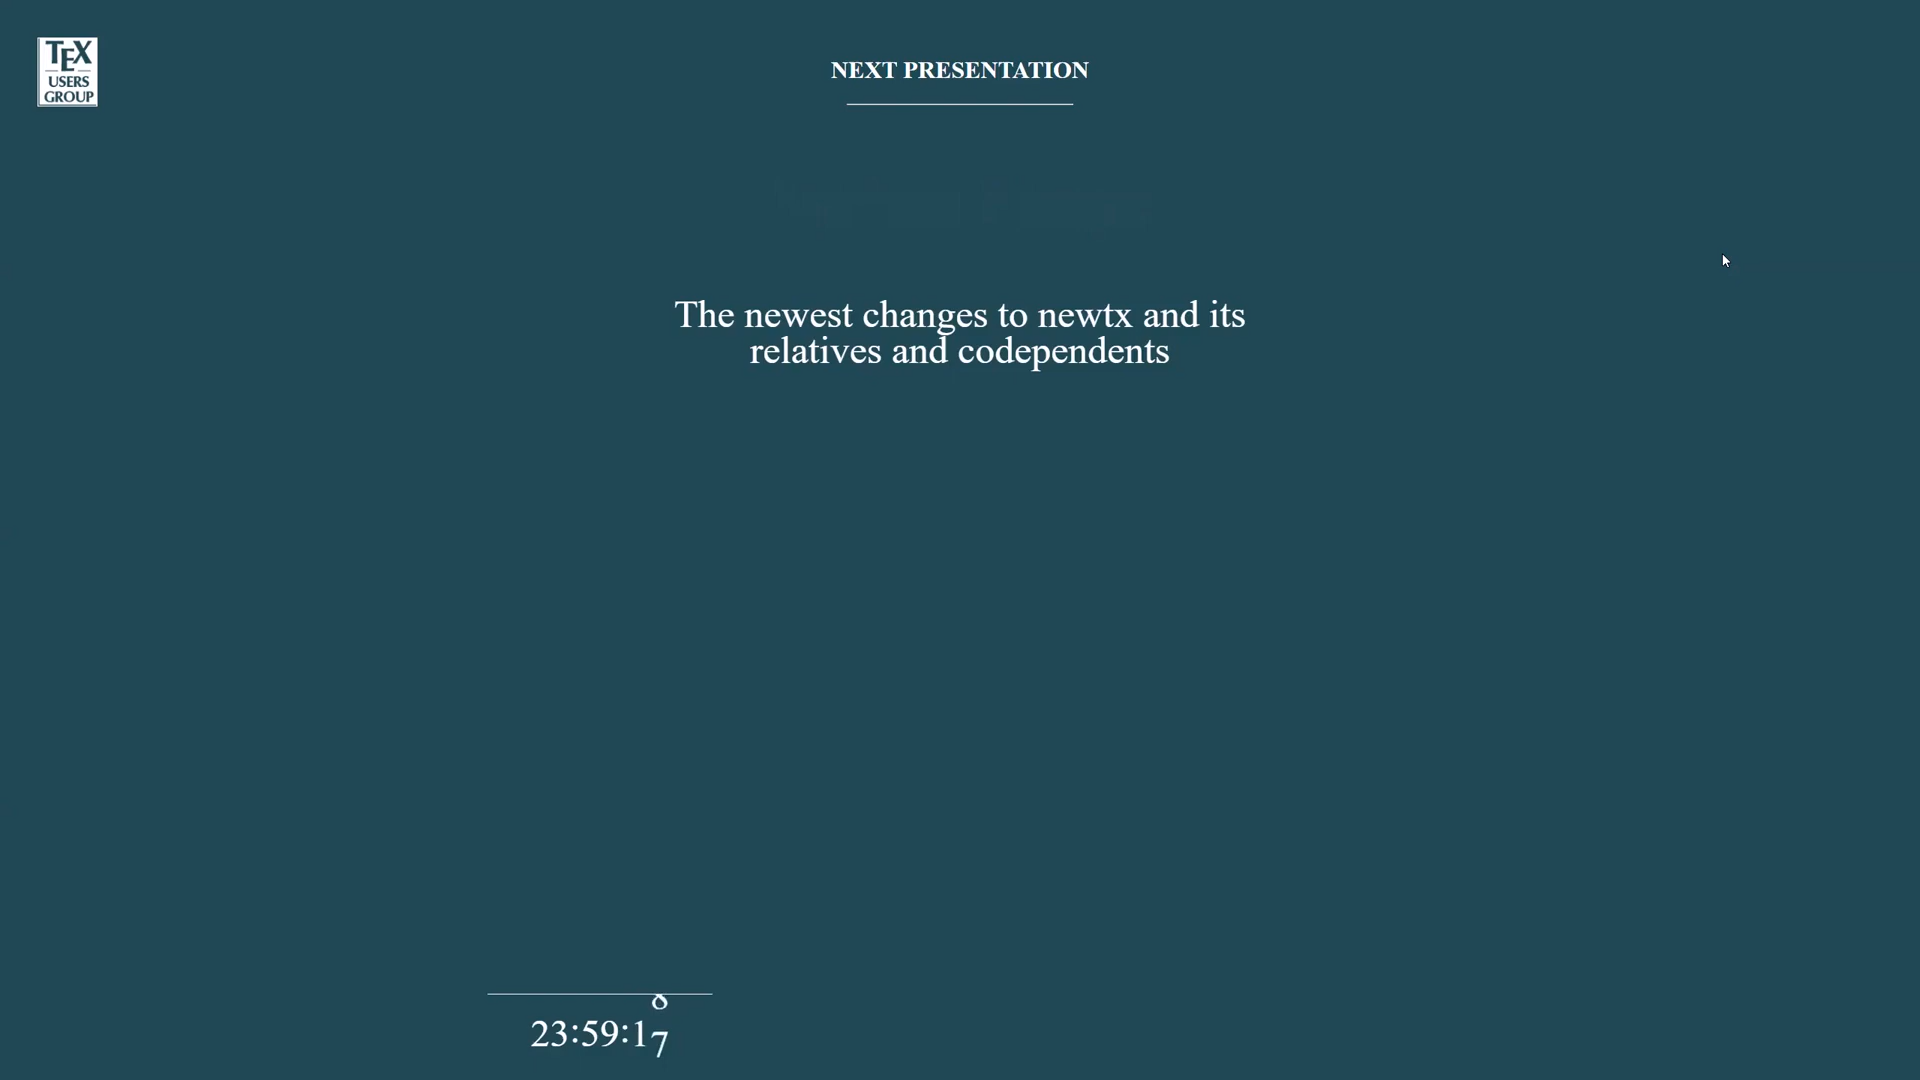 TEX
USERS
GROUP
NEXT PRESENTATION
The newest changes to newtx and its
relatives and codependents
23:59:17